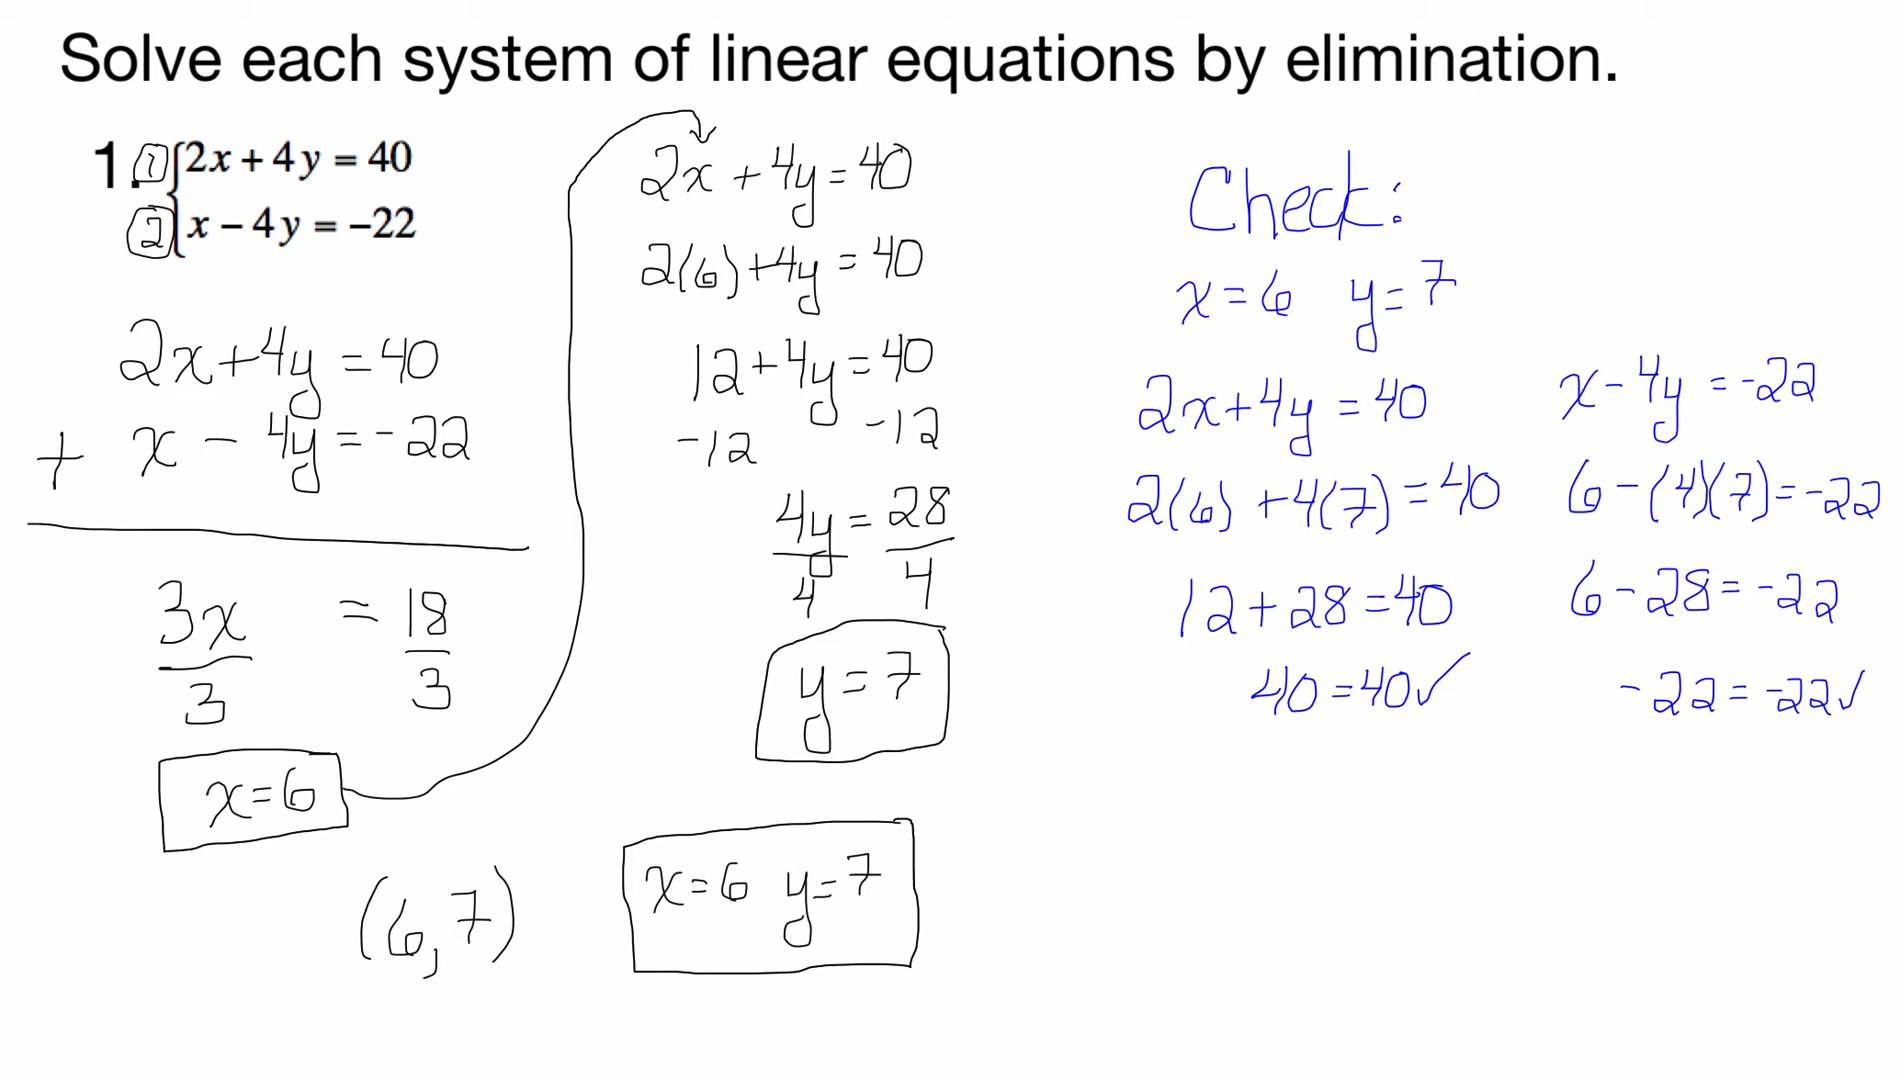 Solve each system of linear equations by elimination.
1. 1 2x + 4y = 40
2 x – 4y = –22
2x + 4y = 40
+ x - 4y = -22
3x = 18
3 3
x = 6
2x + 4y = 40
2(6) + 4y = 40
12 + 4y = 40
-12 -12
4y = 28
4 4
y = 7
(6, 7)
x = 6 y = 7
Check:
x = 6 y = 7
2x + 4y = 40
2(6) + 4(7) = 40
12 + 28 = 40
40 = 40 ✓
x - 4y = -22
6 - (4)(7) = -22
6 - 28 = -22
-22 = -22 ✓